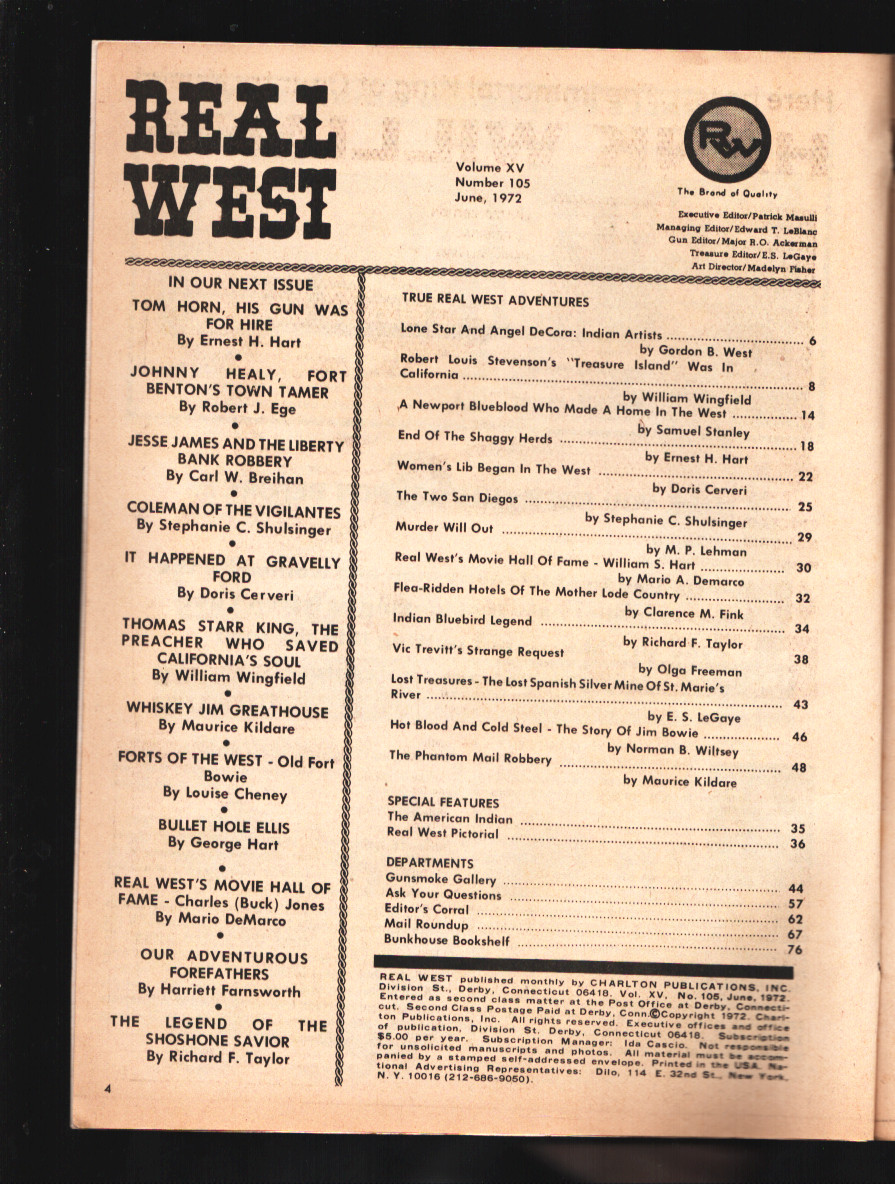 REAL
WEST
Volume XV
Number 105
June, 1972
RW
The Brand of Quality
Executive Editor/Patrick Masulli
Managing Editor/Edward T. LeBlanc
Gun Editor/Major R.O. Ackerman
Treasure Editor/E.S. LeGaye
Art Director/Madelyn Fisher
IN OUR NEXT ISSUE
TOM HORN, HIS GUN WAS
FOR HIRE
By Ernest H. Hart
●
JOHNNY HEALY, FORT
BENTON'S TOWN TAMER
By Robert J. Ege
●
JESSE JAMES AND THE LIBERTY
BANK ROBBERY
By Carl W. Breihan
●
COLEMAN OF THE VIGILANTES
By Stephanie C. Shulsinger
●
IT HAPPENED AT GRAVELLY
FORD
By Doris Cerveri
●
THOMAS STARR KING, THE
PREACHER WHO SAVED
CALIFORNIA'S SOUL
By William Wingfield
●
WHISKEY JIM GREATHOUSE
By Maurice Kildare
●
FORTS OF THE WEST - Old Fort
Bowie
By Louise Cheney
●
BULLET HOLE ELLIS
By George Hart
●
REAL WEST'S MOVIE HALL OF
FAME - Charles (Buck) Jones
By Mario DeMarco
●
OUR ADVENTUROUS
FOREFATHERS
By Harriett Farnsworth
●
THE LEGEND OF THE
SHOSHONE SAVIOR
By Richard F. Taylor
4
TRUE REAL WEST ADVENTURES
Lone Star And Angel DeCora: Indian Artists ........ 6
by Gordon B. West
Robert Louis Stevenson's "Treasure Island" Was In
California ........ 8
by William Wingfield
A Newport Blueblood Who Made A Home In The West ........ 14
by Samuel Stanley
End Of The Shaggy Herds ........ 18
by Ernest H. Hart
Women's Lib Began In The West ........ 22
by Doris Cerveri
The Two San Diegos ........ 25
by Stephanie C. Shulsinger
Murder Will Out ........ 29
by M. P. Lehman
Real West's Movie Hall Of Fame - William S. Hart ........ 30
by Mario A. Demarco
Flea-Ridden Hotels Of The Mother Lode Country ........ 32
by Clarence M. Fink
Indian Bluebird Legend ........ 34
by Richard F. Taylor
Vic Trevitt's Strange Request 38
by Olga Freeman
Lost Treasures - The Lost Spanish Silver Mine Of St. Marie's
River ........ 43
by E. S. LeGaye
Hot Blood And Cold Steel - The Story Of Jim Bowie ........ 46
by Norman B. Wiltsey
The Phantom Mail Robbery ........ 48
by Maurice Kildare
SPECIAL FEATURES
The American Indian ........ 35
Real West Pictorial ........ 36
DEPARTMENTS
Gunsmoke Gallery ........ 44
Ask Your Questions ........ 57
Editor's Corral ........ 62
Mail Roundup ........ 67
Bunkhouse Bookshelf ........ 76
REAL WEST published monthly by CHARLTON PUBLICATIONS, INC.
Division St., Derby, Connecticut 06418. Vol. XV, No. 105, June, 1972.
Entered as second class matter at the Post Office at Derby, Connecti-
cut. Second Class Postage Paid at Derby, Conn.©Copyright 1972. Charl-
ton Publications, Inc. All rights reserved. Executive offices and office
of publication, Division St. Derby, Connecticut 06418. Subscription
$5.00 per year. Subscription Manager: Ida Cascio. Not responsible
for unsolicited manuscripts and photos. All material must be accom-
panied by a stamped self-addressed envelope. Printed in the USA. Na-
tional Advertising Representatives: Dilo, 114 E. 32nd St., New York,
N. Y. 10016 (212-686-9050).